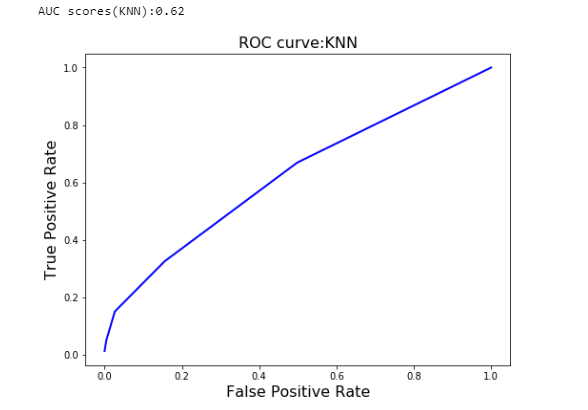 AUC scores(KNN):0.62
ROC curve:KNN
1.0
0.8
0.6
0.4
0.2
0.0
True Positive Rate
0.0 0.2 0.4 0.6 0.8 1.0
False Positive Rate